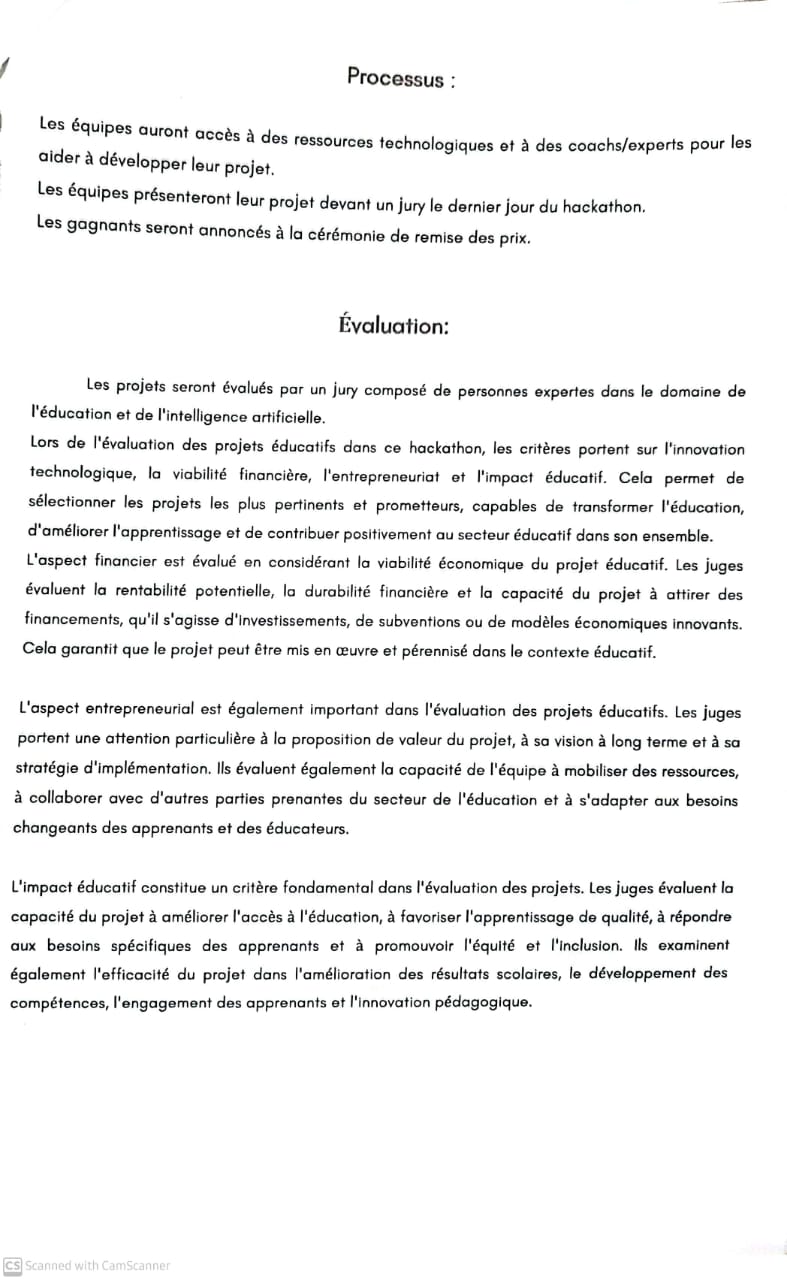 Processus :
Les équipes auront accès à des ressources technologiques et à des coachs/experts pour les
aider à développer leur projet.
Les équipes présenteront leur projet devant un jury le dernier jour du hackathon.
Les gagnants seront annoncés à la cérémonie de remise des prix.
Évaluation:
Les projets seront évalués par un jury composé de personnes expertes dans le domaine de
l'éducation et de l'intelligence artificielle.
Lors de l'évaluation des projets éducatifs dans ce hackathon, les critères portent sur l'innovation
technologique, la viabilité financière, l'entrepreneuriat et l'impact éducatif. Cela permet de
sélectionner les projets les plus pertinents et prometteurs, capables de transformer l'éducation,
d'améliorer l'apprentissage et de contribuer positivement au secteur éducatif dans son ensemble.
L'aspect financier est évalué en considérant la viabilité économique du projet éducatif. Les juges
évaluent la rentabilité potentielle, la durabilité financière et la capacité du projet à attirer des
financements, qu'il s'agisse d'investissements, de subventions ou de modèles économiques innovants.
Cela garantit que le projet peut être mis en œuvre et pérennisé dans le contexte éducatif.
L'aspect entrepreneurial est également important dans l'évaluation des projets éducatifs. Les juges
portent une attention particulière à la proposition de valeur du projet, à sa vision à long terme et à sa
stratégie d'implémentation. Ils évaluent également la capacité de l'équipe à mobiliser des ressources,
à collaborer avec d'autres parties prenantes du secteur de l'éducation et à s'adapter aux besoins
changeants des apprenants et des éducateurs.
L'impact éducatif constitue un critère fondamental dans l'évaluation des projets. Les juges évaluent la
capacité du projet à améliorer l'accès à l'éducation, à favoriser l'apprentissage de qualité, à répondre
aux besoins spécifiques des apprenants et à promouvoir l'équité et l'inclusion. Ils examinent
également l'efficacité du projet dans l'amélioration des résultats scolaires, le développement des
compétences, l'engagement des apprenants et l'innovation pédagogique.
CS Scanned with CamScanner